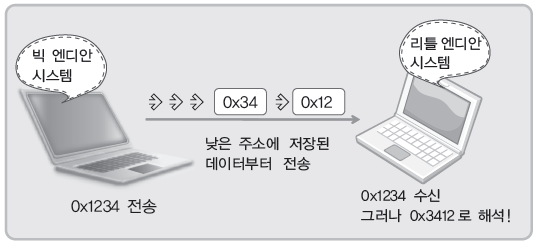 빅 엔디안
시스템
리틀 엔디안
시스템
0x34
0x12
낮은 주소에 저장된
데이터부터 전송
0x1234 전송
0x1234 수신
그러나 0x3412로 해석!